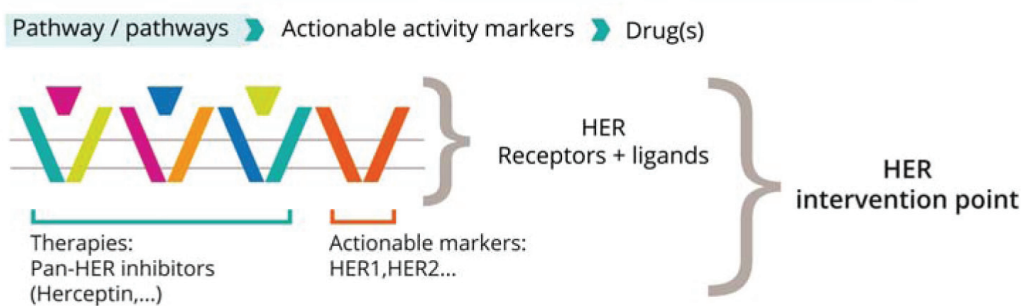 Pathway / pathways Actionable activity markers Drug(s)
HER
Receptors + ligands
HER
intervention point
Therapies:
Pan-HER inhibitors
(Herceptin,...)
Actionable markers:
HER1,HER2...